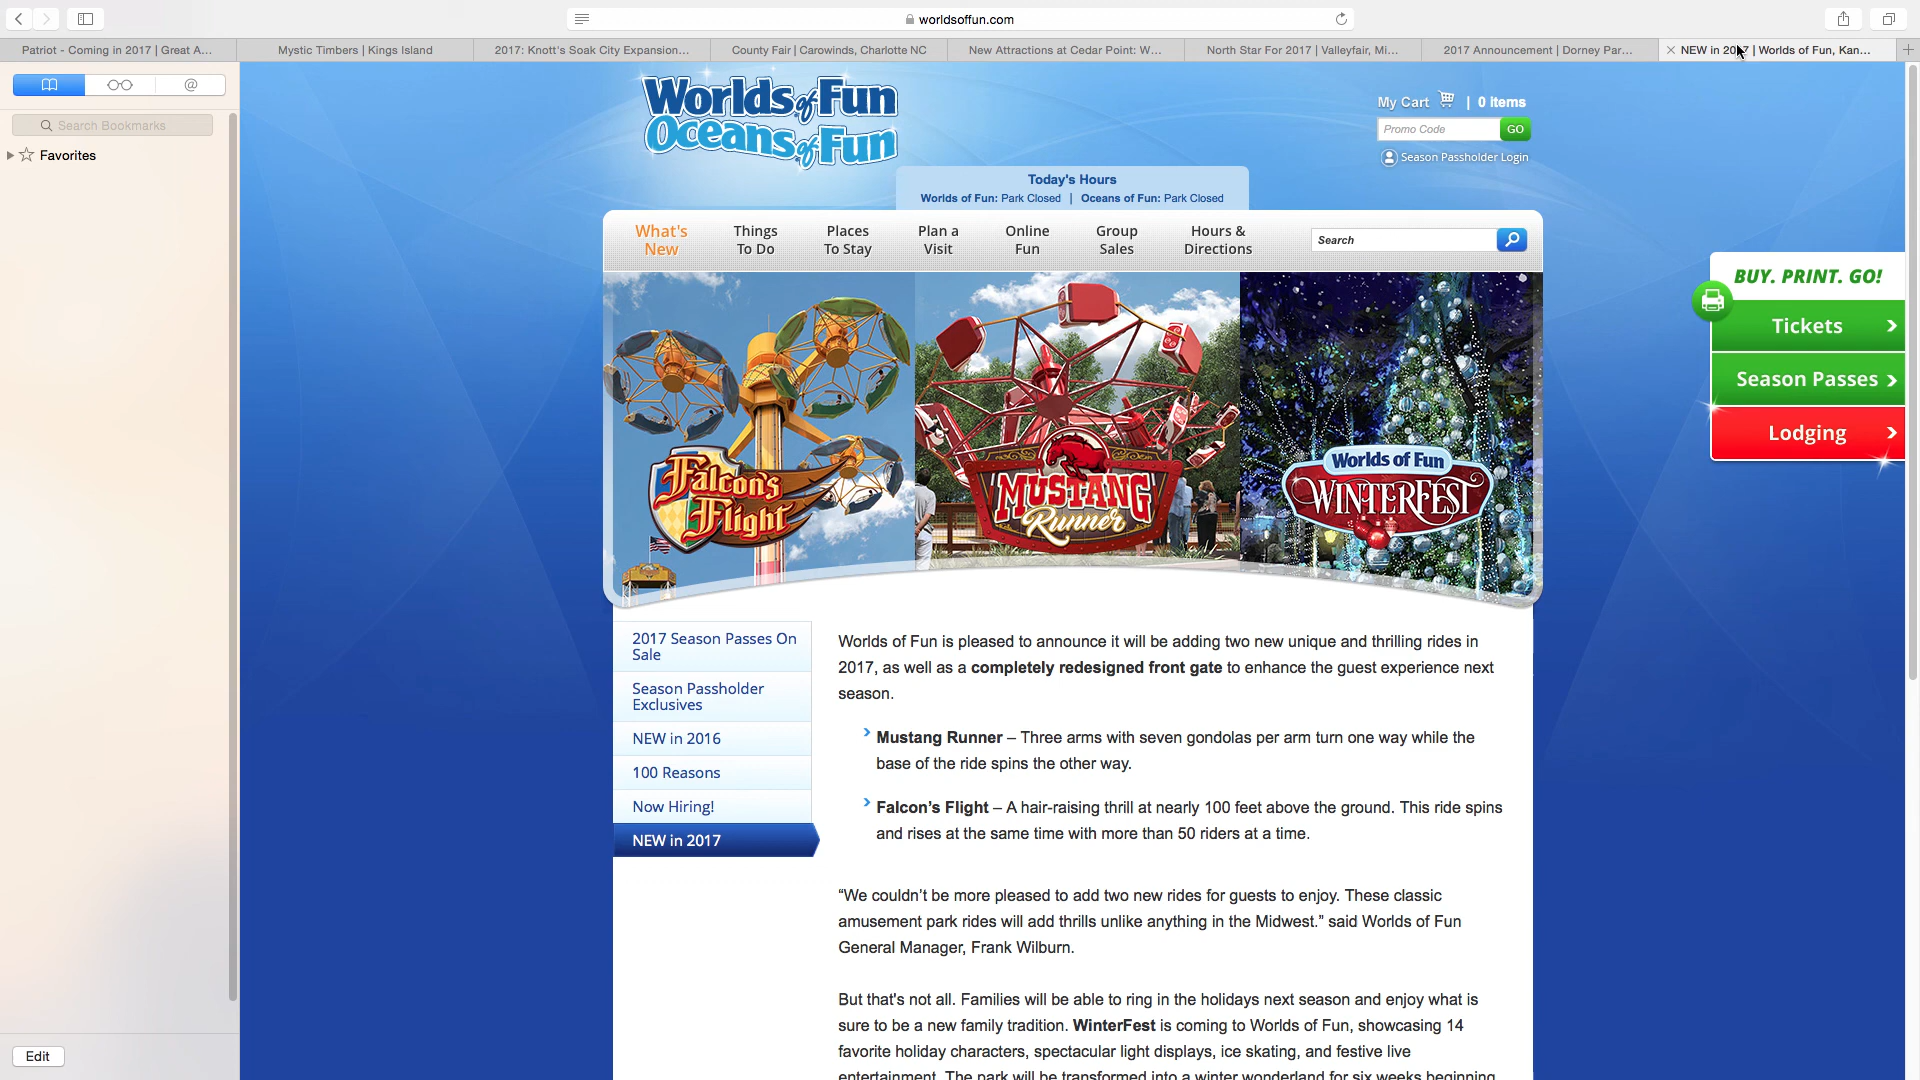 worldsoffun.com
Patriot - Coming in 2017 | Great A...
Mystic Timbers | Kings Island
2017: Knott's Soak City Expansion...
County Fair | Carowinds, Charlotte NC
New Attractions at Cedar Point: W...
North Star For 2017 | Valleyfair, Mi...
2017 Announcement | Dorney Par...
NEW in 2017 | Worlds of Fun, Kan...
@
Search Bookmarks
Favorites
Worlds of Fun
Oceans of Fun
My Cart | 0 Items
Promo Code GO
Season Passholder Login
Today's Hours
Worlds of Fun: Park Closed | Oceans of Fun: Park Closed
What's New
Things To Do
Places To Stay
Plan a Visit
Online Fun
Group Sales
Hours & Directions
Search
BUY. PRINT. GO!
Tickets
Season Passes
Lodging
Falcon's Flight
MUSTANG Runner
Worlds of Fun
WINTERFEST
2017 Season Passes On
Sale
Season Passholder
Exclusives
NEW in 2016
100 Reasons
Now Hiring!
NEW in 2017
Worlds of Fun is pleased to announce it will be adding two new unique and thrilling rides in
2017, as well as a completely redesigned front gate to enhance the guest experience next
season.
Mustang Runner – Three arms with seven gondolas per arm turn one way while the
base of the ride spins the other way.
Falcon’s Flight – A hair-raising thrill at nearly 100 feet above the ground. This ride spins
and rises at the same time with more than 50 riders at a time.
“We couldn’t be more pleased to add two new rides for guests to enjoy. These classic
amusement park rides will add thrills unlike anything in the Midwest.” said Worlds of Fun
General Manager, Frank Wilburn.
But that's not all. Families will be able to ring in the holidays next season and enjoy what is
sure to be a new family tradition. WinterFest is coming to Worlds of Fun, showcasing 14
favorite holiday characters, spectacular light displays, ice skating, and festive live
entertainment. The park will be transformed into a winter wonderland for six weeks beginning
Edit